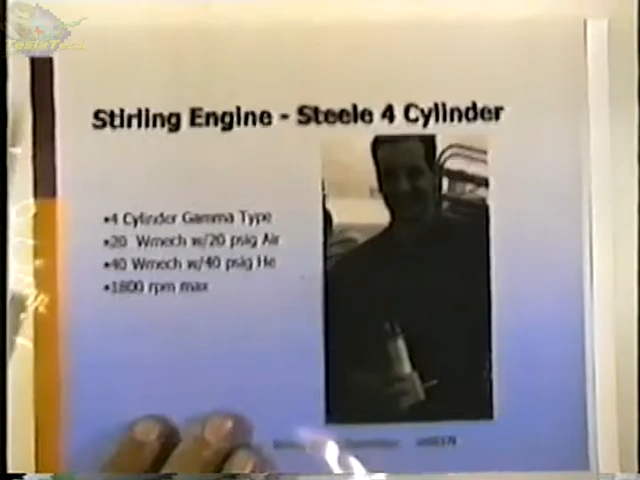 TeslaTech
Stirling Engine - Steele 4 Cylinder
•4 Cylinder Gamma Type
•20 Wmech w/20 psig Air
•40 Wmech w/40 psig He
•1800 rpm max